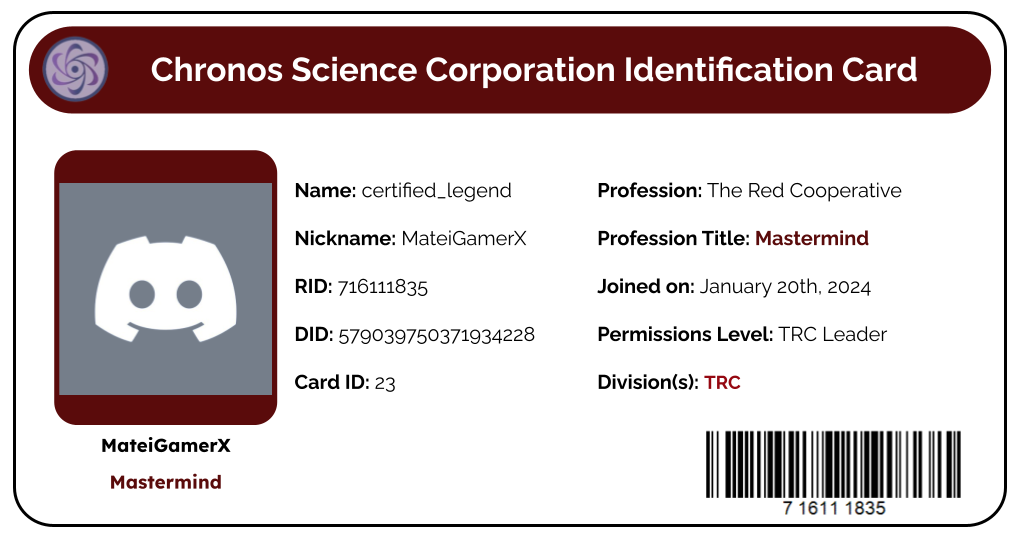 Chronos Science Corporation Identification Card
Name: certified_legend
Nickname: MateiGamerX
RID: 716111835
DID: 579039750371934228
Card ID: 23
Profession: The Red Cooperative
Profession Title: Mastermind
Joined on: January 20th, 2024
Permissions Level: TRC Leader
Division(s): TRC
MateiGamerX
Mastermind
7 1611 1835